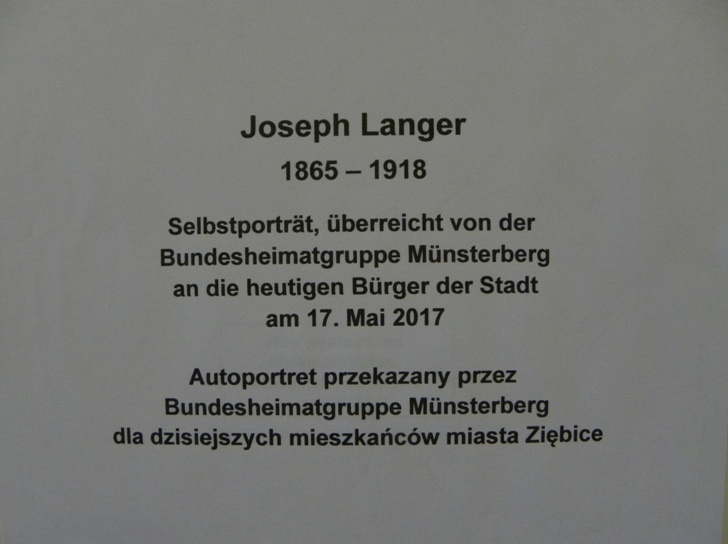 Joseph Langer
1865 – 1918
Selbstporträt, überreicht von der
Bundesheimatgruppe Münsterberg
an die heutigen Bürger der Stadt
am 17. Mai 2017
Autoportret przekazany przez
Bundesheimatgruppe Münsterberg
dla dzisiejszych mieszkańców miasta Ziębice